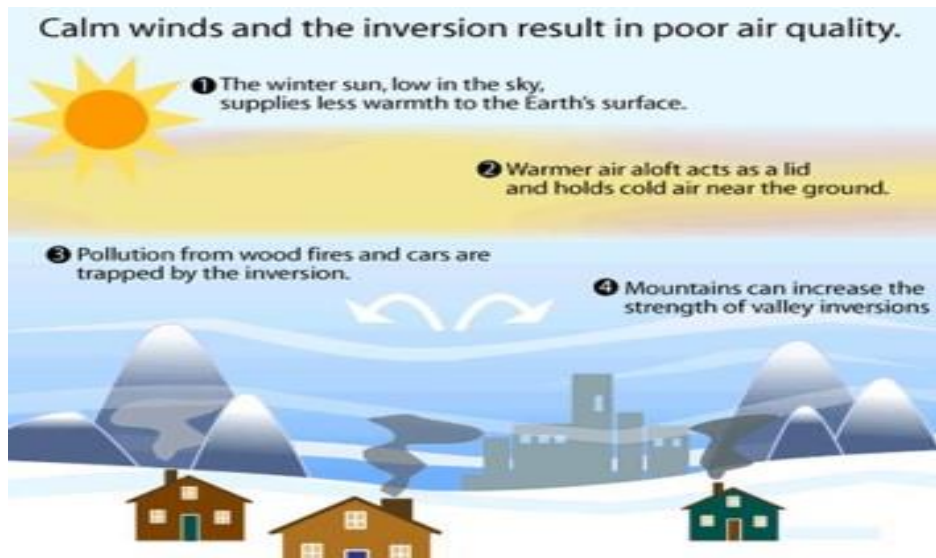 Calm winds and the inversion result in poor air quality.
❶ The winter sun, low in the sky,
supplies less warmth to the Earth's surface.
❷ Warmer air aloft acts as a lid
and holds cold air near the ground.
❸ Pollution from wood fires and cars are
trapped by the inversion.
❹ Mountains can increase the
strength of valley inversions